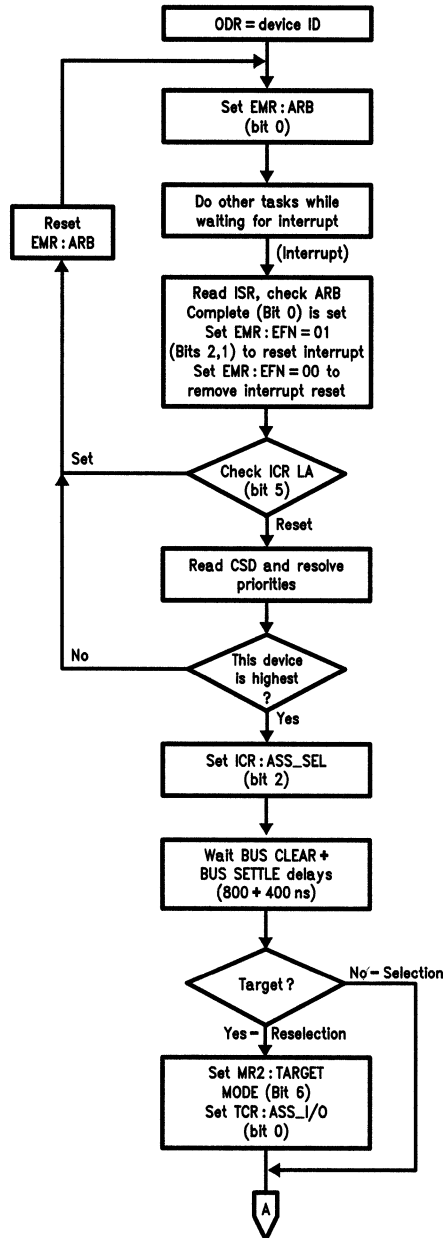 ODR = device ID
Set EMR:ARB
(bit 0)
Do other tasks while
waiting for interrupt
Reset
EMR:ARB
(Interrupt)
Read ISR, check ARB
Complete (Bit 0) is set
Set EMR:EFN = 01
(Bits 2,1) to reset interrupt
Set EMR:EFN = 00 to
remove interrupt reset
Set
Check ICR LA
(bit 5)
Reset
Read CSD and resolve
priorities
No
This device
is highest
?
Yes
Set ICR:ASS_SEL
(bit 2)
Wait BUS CLEAR +
BUS SETTLE delays
(800 + 400 ns)
Target?
No - Selection
Yes - Reselection
Set MR2:TARGET
MODE (Bit 6)
Set TCR:ASS_I/O
(bit 0)
A